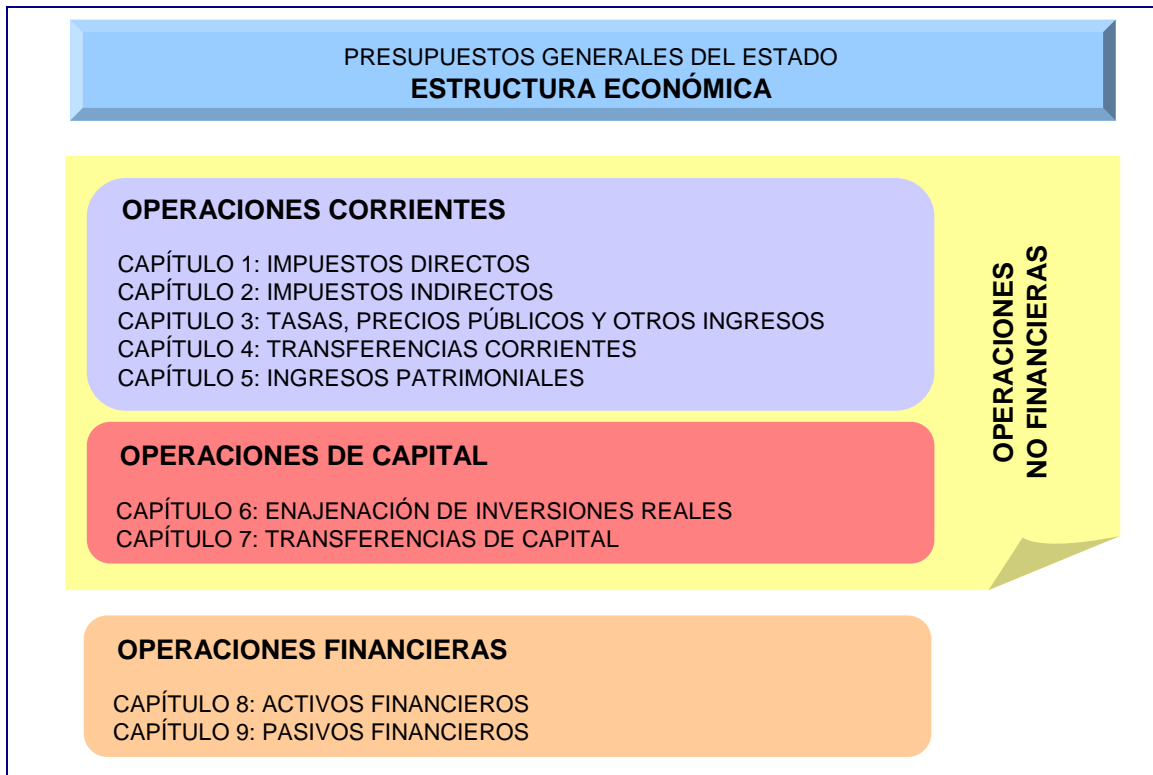 PRESUPUESTOS GENERALES DEL ESTADO
ESTRUCTURA ECONÓMICA
OPERACIONES CORRIENTES
CAPÍTULO 1: IMPUESTOS DIRECTOS
CAPÍTULO 2: IMPUESTOS INDIRECTOS
CAPITULO 3: TASAS, PRECIOS PÚBLICOS Y OTROS INGRESOS
CAPÍTULO 4: TRANSFERENCIAS CORRIENTES
CAPÍTULO 5: INGRESOS PATRIMONIALES
OPERACIONES DE CAPITAL
CAPÍTULO 6: ENAJENACIÓN DE INVERSIONES REALES
CAPÍTULO 7: TRANSFERENCIAS DE CAPITAL
OPERACIONES
NO FINANCIERAS
OPERACIONES FINANCIERAS
CAPÍTULO 8: ACTIVOS FINANCIEROS
CAPÍTULO 9: PASIVOS FINANCIEROS